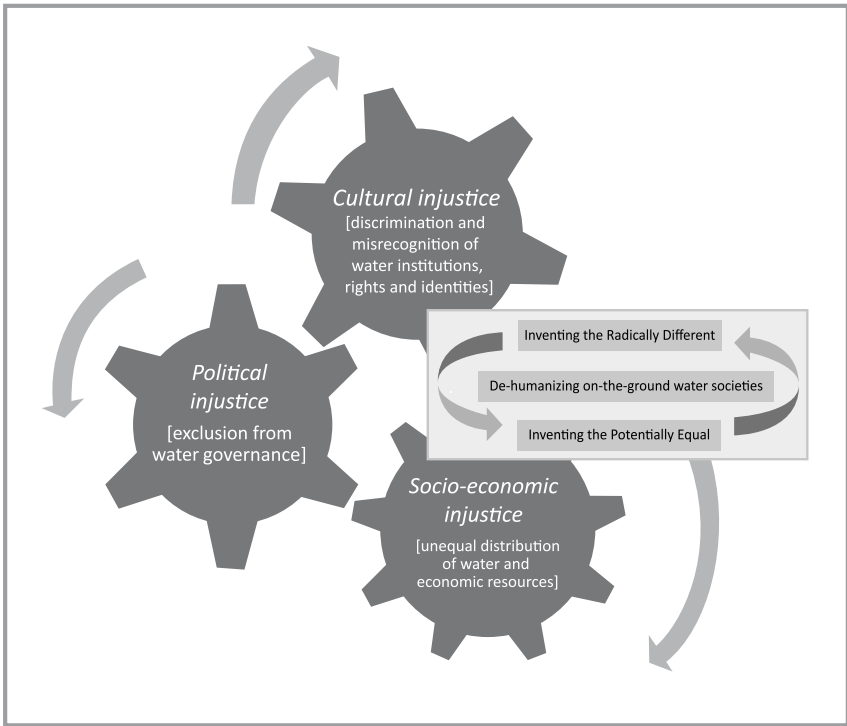 Cultural injustice
[discrimination and
misrecognition of
water institutions,
rights and identities]
Political
injustice
[exclusion from
water governance]
Inventing the Radically Different
De-humanizing on-the-ground water societies
Inventing the Potentially Equal
Socio-economic
injustice
[unequal distribution
of water and
economic resources]